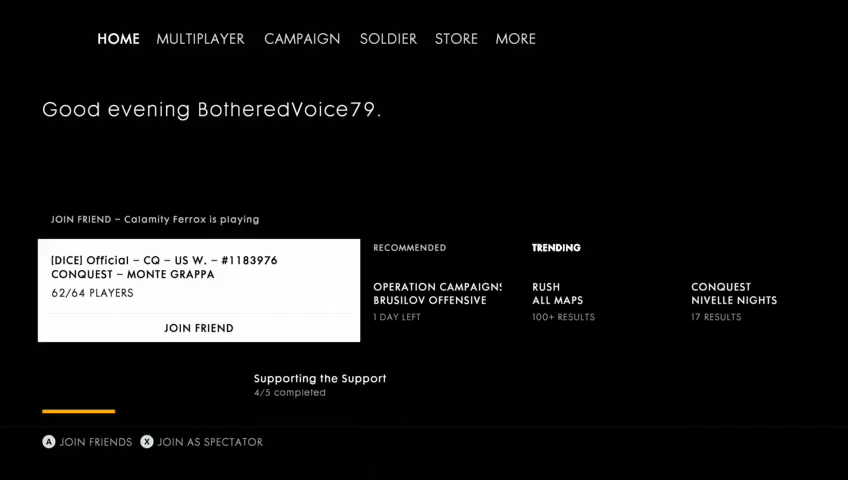 HOME MULTIPLAYER CAMPAIGN SOLDIER STORE MORE
Good evening BotheredVoice79.
JOIN FRIEND – Calamity Ferrox is playing
[DICE] Official – CQ – US W. – #1183976
CONQUEST – MONTE GRAPPA
62/64 PLAYERS
JOIN FRIEND
RECOMMENDED
OPERATION CAMPAIGNS
BRUSILOV OFFENSIVE
1 DAY LEFT
TRENDING
RUSH
ALL MAPS
100+ RESULTS
CONQUEST
NIVELLE NIGHTS
17 RESULTS
Supporting the Support
4/5 completed
A JOIN FRIENDS X JOIN AS SPECTATOR